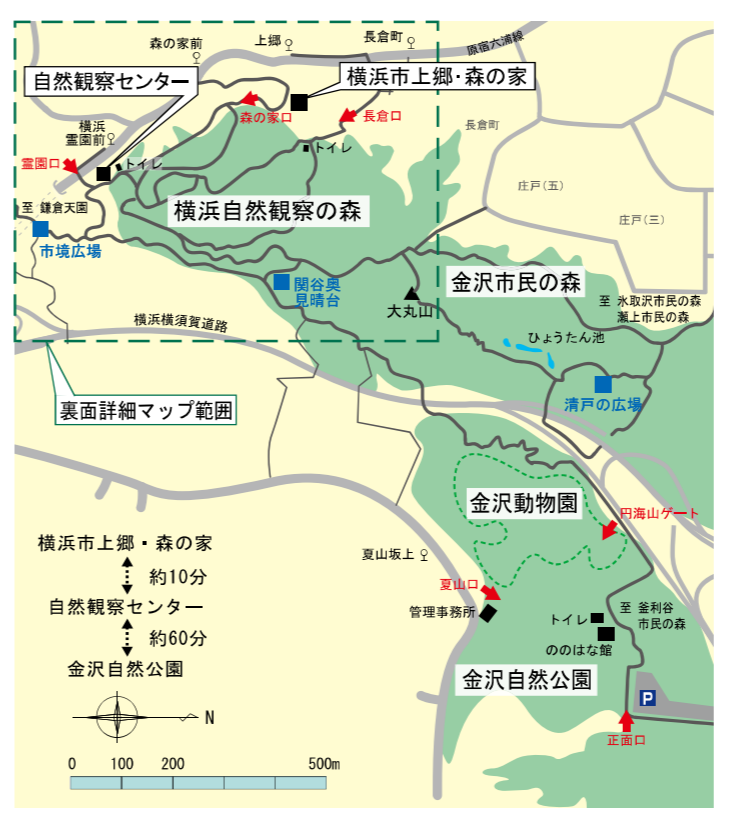 森の家前
上郷
長倉町
原宿六浦線
自然観察センター
横浜市上郷・森の家
森の家口
長倉口
横浜
霊園前
長倉町
トイレ
霊園口
トイレ
庄戸(五)
至 鎌倉天園
横浜自然観察の森
庄戸(三)
市境広場
関谷奥
見晴台
金沢市民の森
大丸山
至 氷取沢市民の森
瀬上市民の森
横浜横須賀道路
ひょうたん池
清戸の広場
裏面詳細マップ範囲
金沢動物園
円海山ゲート
横浜市上郷・森の家
約10分
自然観察センター
約60分
金沢自然公園
夏山坂上
夏山口
管理事務所
トイレ
至 釜利谷
市民の森
ののはな館
金沢自然公園
P
正面口
N
0 100 200 500m